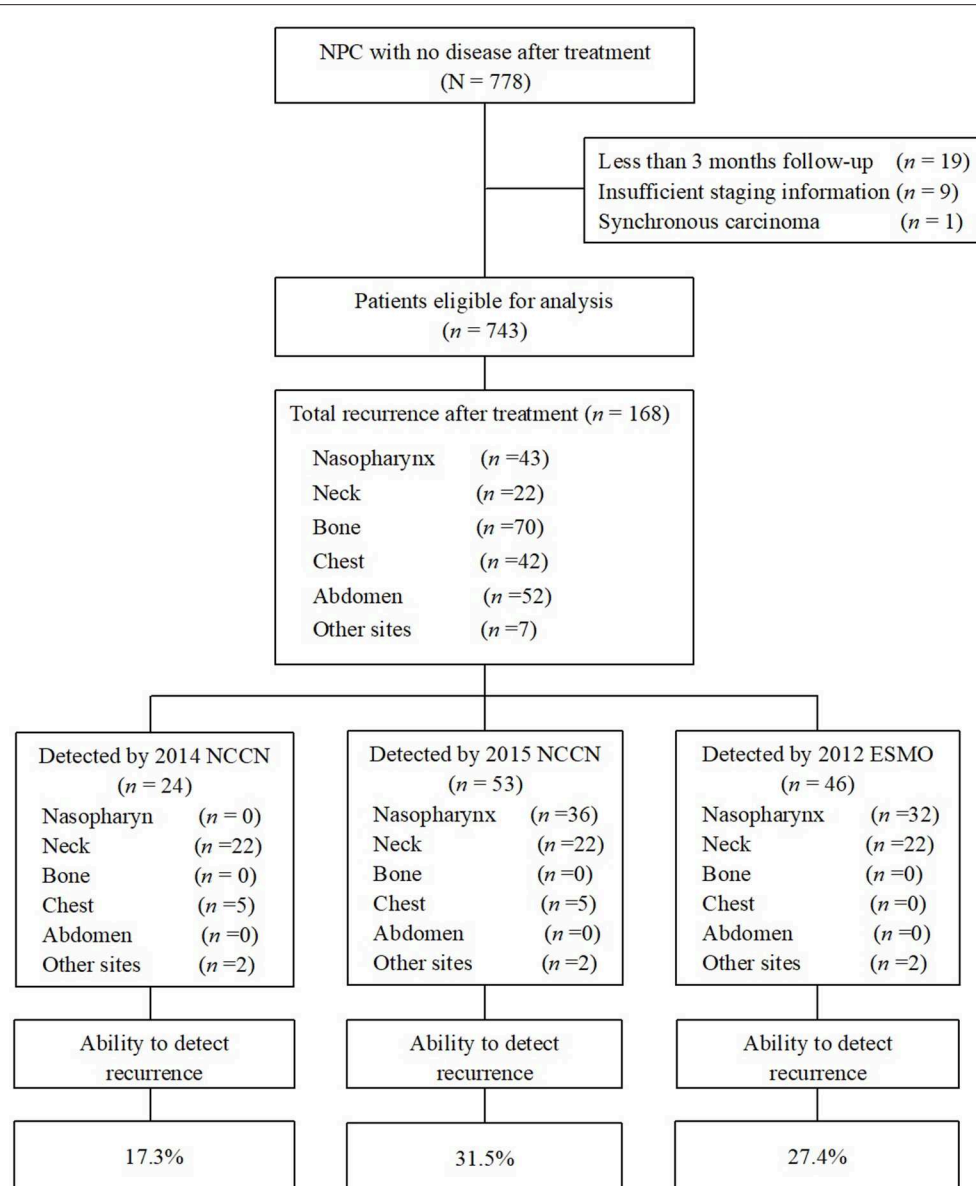 NPC with no disease after treatment
(N = 778)
Less than 3 months follow-up (n = 19)
Insufficient staging information (n = 9)
Synchronous carcinoma (n = 1)
Patients eligible for analysis
(n = 743)
Total recurrence after treatment (n = 168)
Nasopharynx (n =43)
Neck (n =22)
Bone (n =70)
Chest (n =42)
Abdomen (n =52)
Other sites (n =7)
Detected by 2014 NCCN
(n = 24)
Nasopharyn (n = 0)
Neck (n =22)
Bone (n = 0)
Chest (n =5)
Abdomen (n =0)
Other sites (n =2)
Detected by 2015 NCCN
(n = 53)
Nasopharynx (n =36)
Neck (n =22)
Bone (n =0)
Chest (n =5)
Abdomen (n =0)
Other sites (n =2)
Detected by 2012 ESMO
(n = 46)
Nasopharynx (n =32)
Neck (n =22)
Bone (n =0)
Chest (n =0)
Abdomen (n =0)
Other sites (n =2)
Ability to detect
recurrence
Ability to detect
recurrence
Ability to detect
recurrence
17.3%
31.5%
27.4%